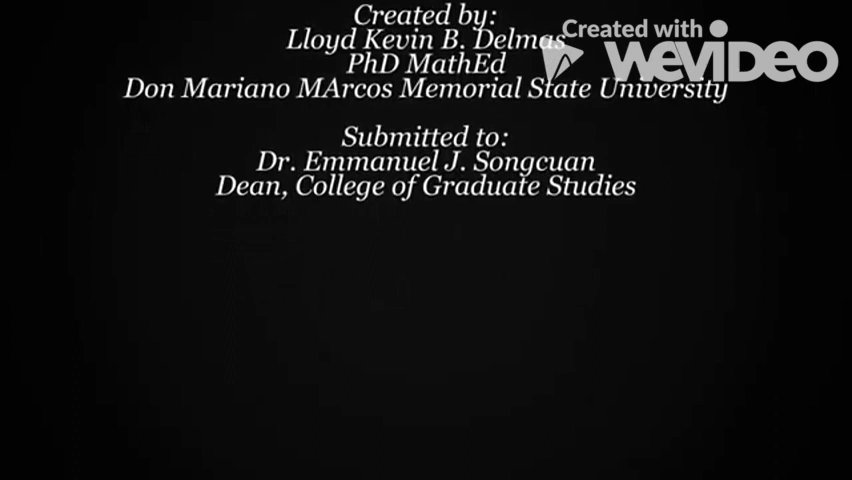 Created by:
Lloyd Kevin B. Delmas
PhD MathEd
Don Mariano MArcos Memorial State University
Submitted to:
Dr. Emmanuel J. Songcuan
Dean, College of Graduate Studies
Created with
WEVIDEO